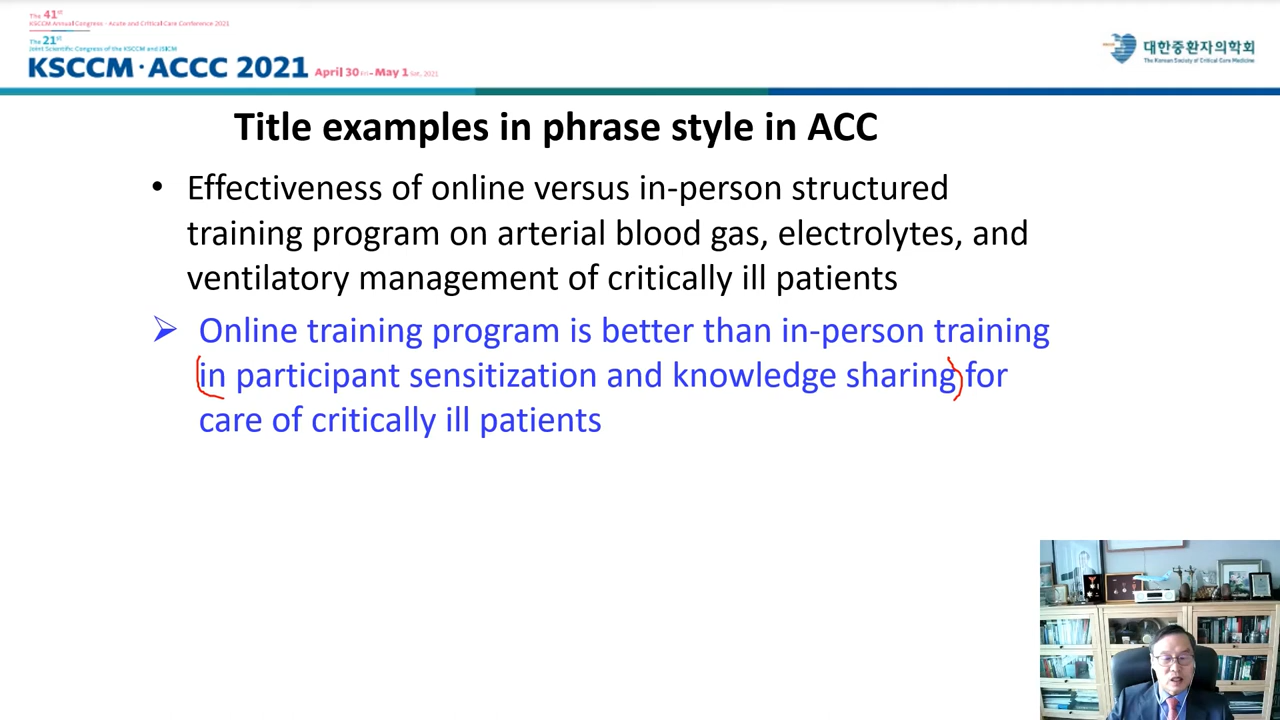 The 41st
KSCCM Annual Congress - Acute and Critical Care Conference 2021
The 21st
Joint Scientific Congress of the KSCCM and JSICM
KSCCM · ACCC 2021 April 30 Fri - May 1 Sat, 2021
대한중환자의학회
The Korean Society of Critical Care Medicine
Title examples in phrase style in ACC
• Effectiveness of online versus in-person structured
training program on arterial blood gas, electrolytes, and
ventilatory management of critically ill patients
➢ Online training program is better than in-person training
in participant sensitization and knowledge sharing for
care of critically ill patients